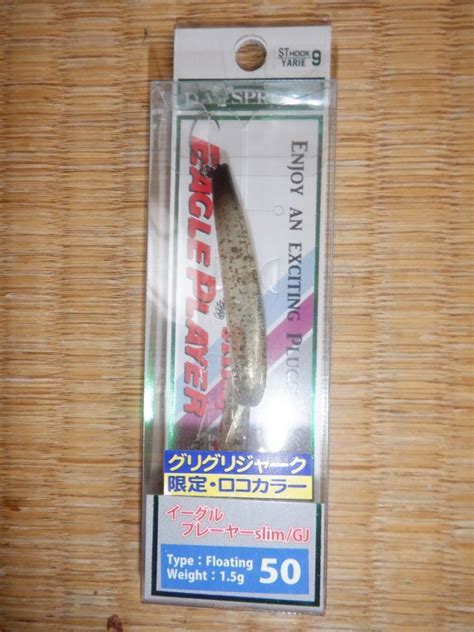 ST HOOK
YARIE 9
DAYSPR
ENJOY AN EXCITING PLUG
EAGLE PLAYER
グリグリジャーク
限定・ロコカラー
イーグル
プレーヤーslim/GJ
Type : Floating
Weight : 1.5g 50